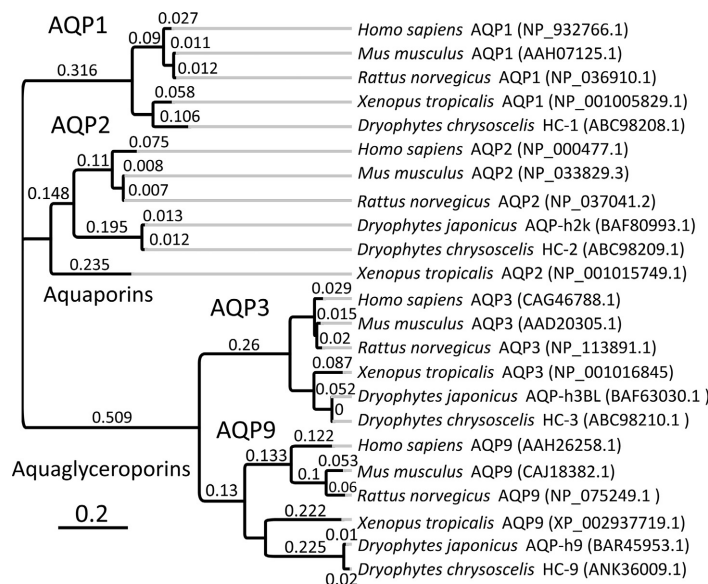 AQP1
0.027
Homo sapiens AQP1 (NP_932766.1)
0.09
0.011
Mus musculus AQP1 (AAH07125.1)
0.316
0.012
Rattus norvegicus AQP1 (NP_036910.1)
0.058
Xenopus tropicalis AQP1 (NP_001005829.1)
0.106
Dryophytes chrysoscelis HC-1 (ABC98208.1)
AQP2
0.075
Homo sapiens AQP2 (NP_000477.1)
0.11
0.008
Mus musculus AQP2 (NP_033829.3)
0.148
0.007
Rattus norvegicus AQP2 (NP_037041.2)
0.195
0.013
Dryophytes japonicus AQP-h2k (BAF80993.1)
0.012
Dryophytes chrysoscelis HC-2 (ABC98209.1)
0.235
Xenopus tropicalis AQP2 (NP_001015749.1)
Aquaporins
AQP3
0.029
Homo sapiens AQP3 (CAG46788.1)
0.015
Mus musculus AQP3 (AAD20305.1)
0.26
0.02
Rattus norvegicus AQP3 (NP_113891.1)
0.087
Xenopus tropicalis AQP3 (NP_001016845)
0.052
Dryophytes japonicus AQP-h3BL (BAF63030.1 )
0
Dryophytes chrysoscelis HC-3 (ABC98210.1 )
0.509
AQP9
0.122
Homo sapiens AQP9 (AAH26258.1)
0.133
0.053
Mus musculus AQP9 (CAJ18382.1)
Aquaglyceroporins
0.1
0.06
Rattus norvegicus AQP9 (NP_075249.1 )
0.13
0.222
Xenopus tropicalis AQP9 (XP_002937719.1)
0.2
0.01
Dryophytes japonicus AQP-h9 (BAR45953.1)
0.225
Dryophytes chrysoscelis HC-9 (ANK36009.1)
0.02